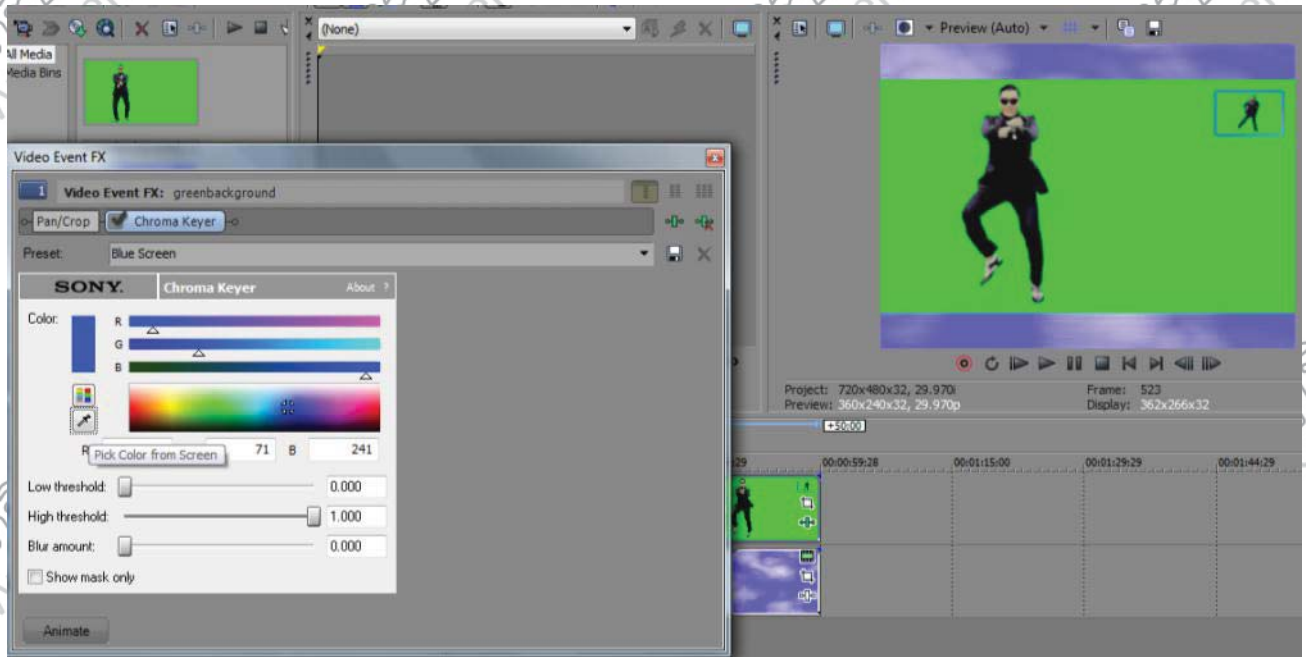 (None)
Preview (Auto)
All Media
Media Bins
Video Event FX
1 Video Event FX: greenbackground
Pan/Crop Chroma Keyer
Preset: Blue Screen
SONY. Chroma Keyer About ?
Color:
R
G
B
R 71 B 241
Pick Color from Screen
Low threshold: 0.000
High threshold: 1.000
Blur amount: 0.000
Show mask only
Animate
Project: 720x480x32, 29.970i Frame: 523
Preview: 360x240x32, 29.970p Display: 362x266x32
+50:00
:29 00:00:59:28 00:01:15:00 00:01:29:29 00:01:44:29